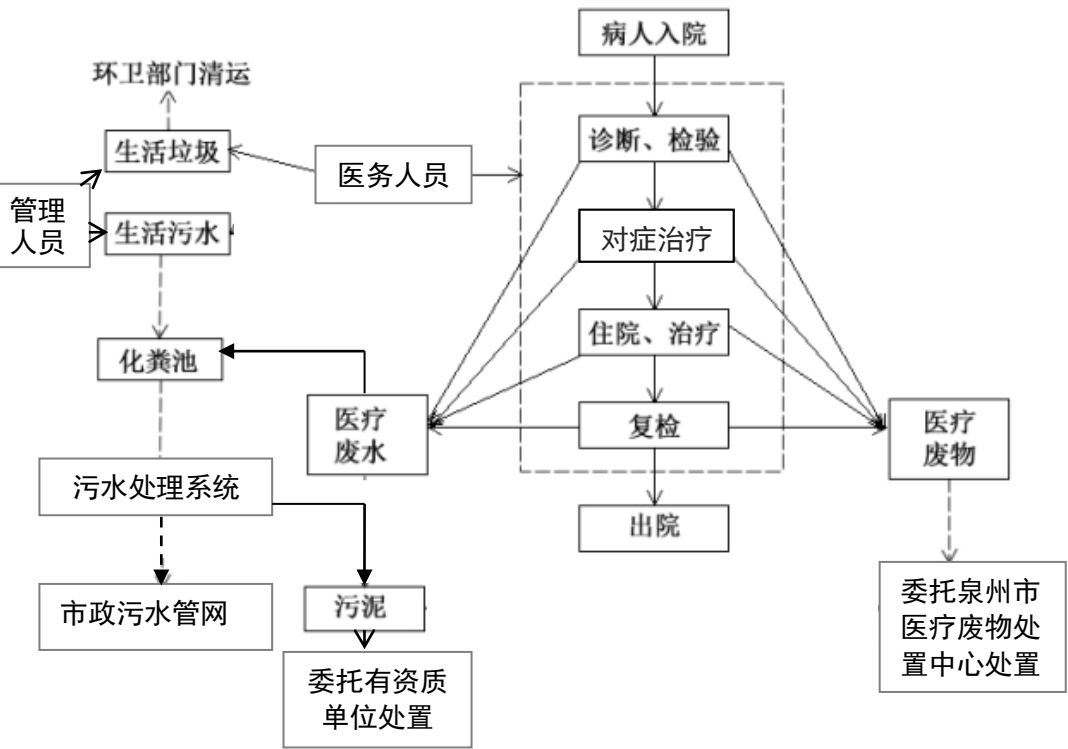 病人入院
环卫部门清运
生活垃圾
诊断、检验
医务人员
管理
人员
生活污水
对症治疗
住院、治疗
化粪池
医疗
废水
复检
医疗
废物
污水处理系统
出院
市政污水管网
污泥
委托泉州市
医疗废物处
置中心处置
委托有资质
单位处置